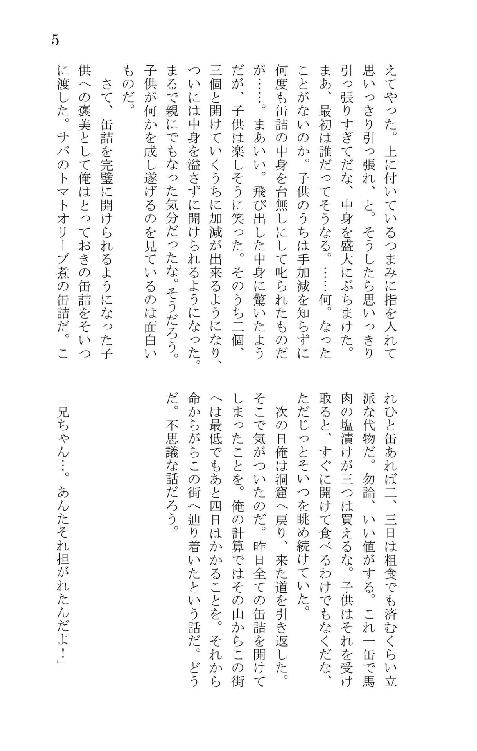 5
えてやった。上に付いているつまみに指を入れて
思いっきり引っ張れ、と。そうしたら思いっきり
引っ張りすぎてだな、中身を盛大にぶちまけた。
まあ、最初は誰だってそうなる。……何。なった
ことがないのか。子供のうちは手加減を知らずに
何度も缶詰の中身を台無しにして叱られたものだ
が……。まあいい。飛び出した中身に驚いたよう
だが、子供は楽しそうに笑った。そのうち二個、
三個と開けていくうちに加減が出来るようになり、
ついには中身を溢さずに開けられるようになった。
まるで親にでもなった気分だったな。そうだろう。
子供が何かを成し遂げるのを見ているのは面白い
ものだ。
さて、缶詰を完璧に開けられるようになった子
供への褒美として俺はとっておきの缶詰をそいつ
に渡した。サバのトマトオリーブ煮の缶詰だ。こ
れひと缶あれば二、三日は粗食でも済むくらい立
派な代物だ。勿論、いい値がする。これ一缶で馬
肉の塩漬けが三つは買えるな。子供はそれを受け
取ると、すぐに開けて食べるわけでもなくだな、
ただじっとそいつを眺め続けていた。
次の日俺は洞窟へ戻り、来た道を引き返した。
そこで気がついたのだ。昨日全ての缶詰を開けて
しまったことを。俺の計算ではその山からこの街
へは最低でもあと四日はかかることを。それから
命からがらこの街へ辿り着いたという話だ。どう
だ。不思議な話だろう。
兄ちゃん…。あんたそれ担がれたんだよ！」